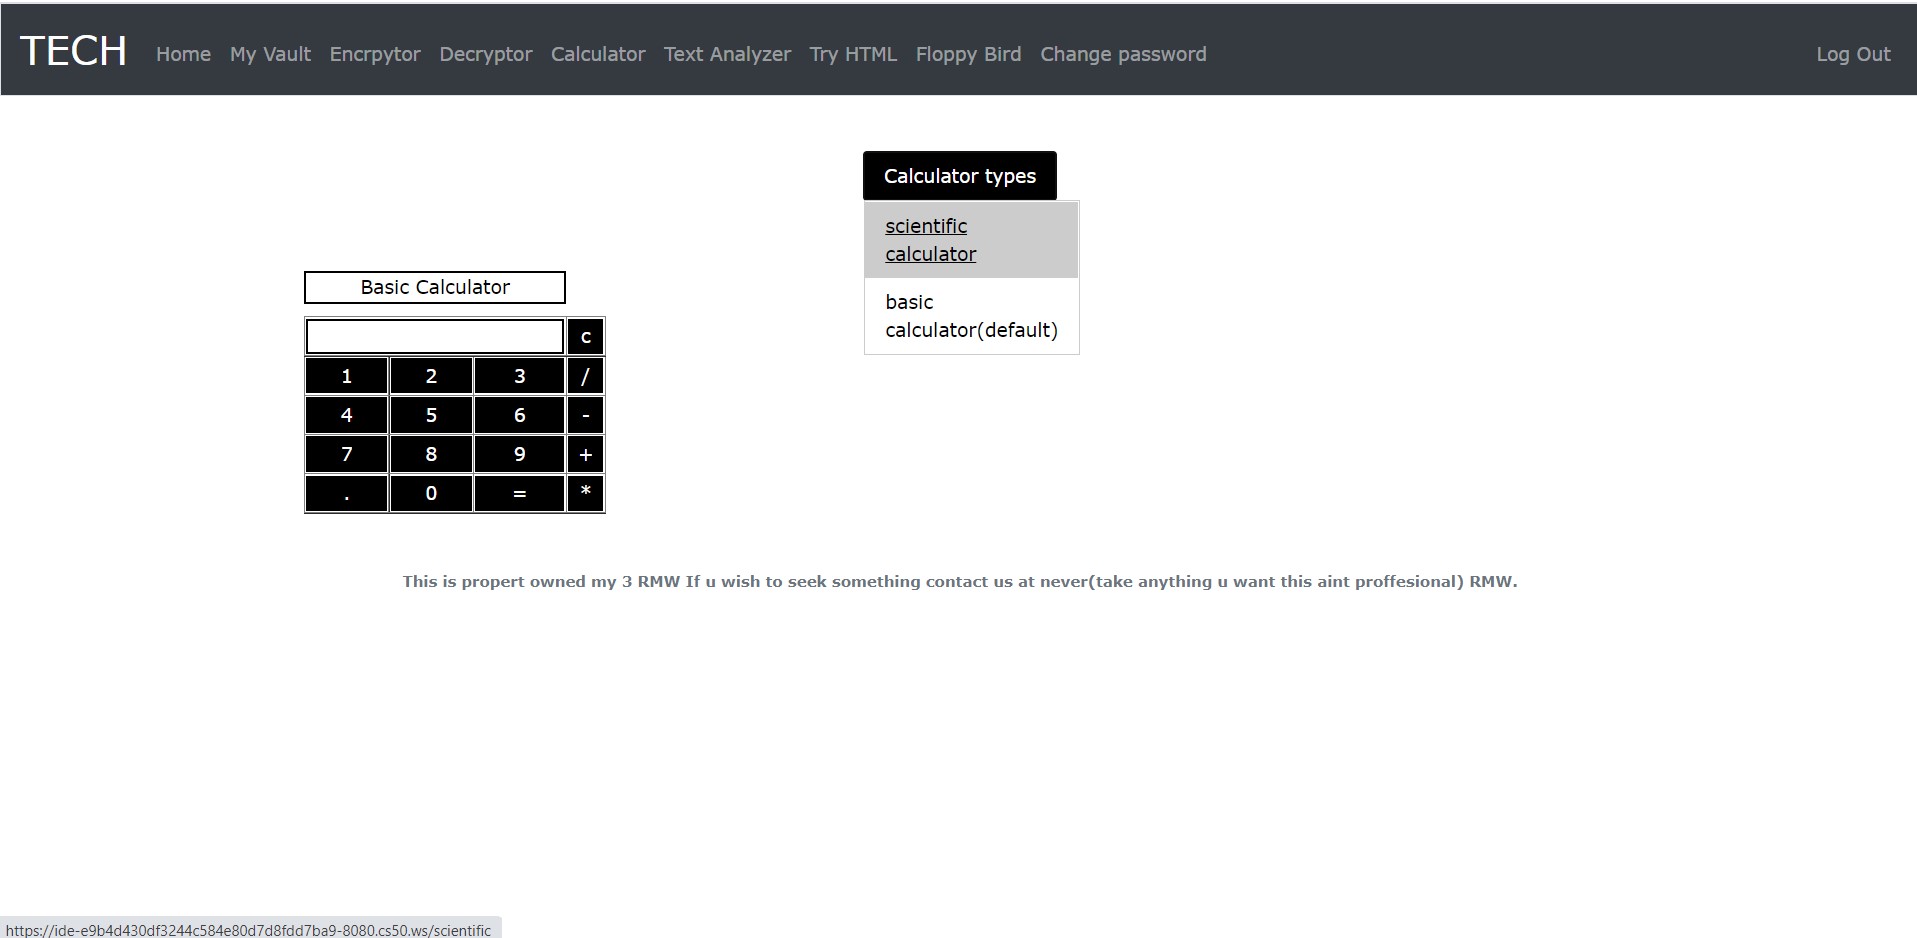 TECH Home My Vault Encrpytor Decryptor Calculator Text Analyzer Try HTML Floppy Bird Change password Log Out
Calculator types
scientific
calculator
basic
calculator(default)
Basic Calculator
c
1 2 3 /
4 5 6 -
7 8 9 +
. 0 = *
This is propert owned my 3 RMW If u wish to seek something contact us at never(take anything u want this aint proffesional) RMW.
https://ide-e9b4d430df3244c584e80d7d8fdd7ba9-8080.cs50.ws/scientific